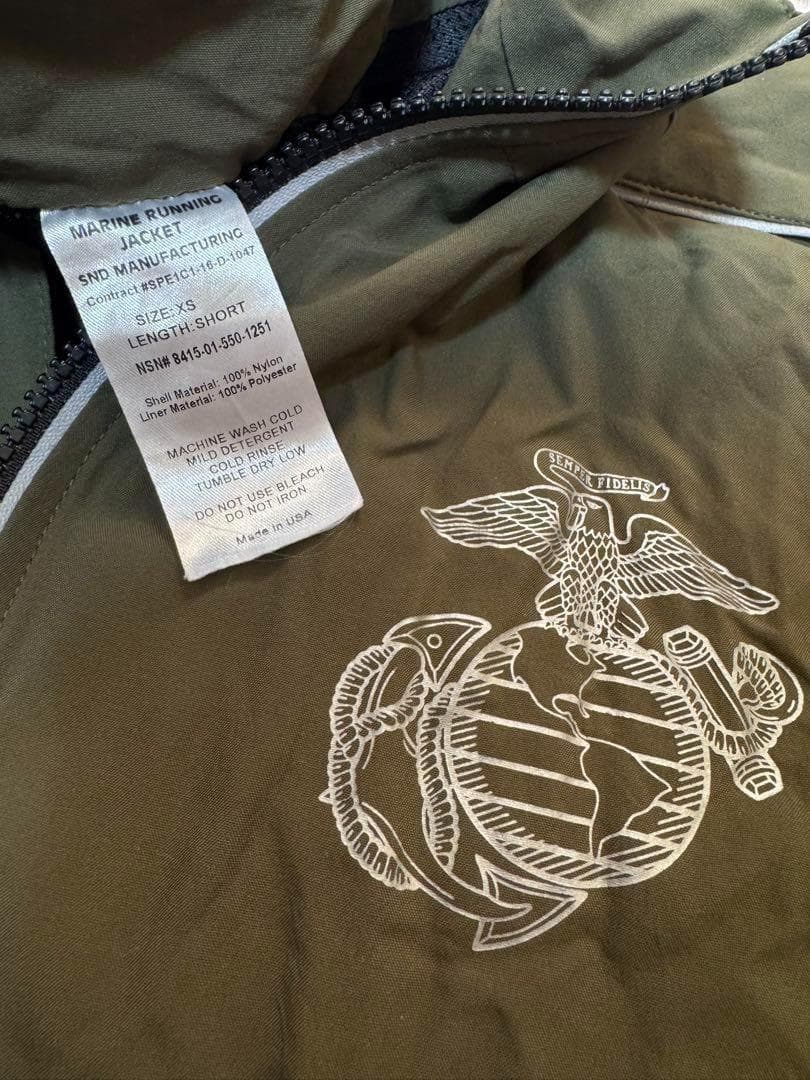 MARINE RUNNING
JACKET
SND MANUFACTURING
Contract #SPE1C1-16-D-1047
SIZE: XS
LENGTH: SHORT
NSN# 8415-01-550-1251
Shell Material: 100% Nylon
Liner Material: 100% Polyester
MACHINE WASH COLD
MILD DETERGENT
COLD RINSE
TUMBLE DRY LOW
DO NOT USE BLEACH
DO NOT IRON
Made in USA
SEMPER FIDELIS